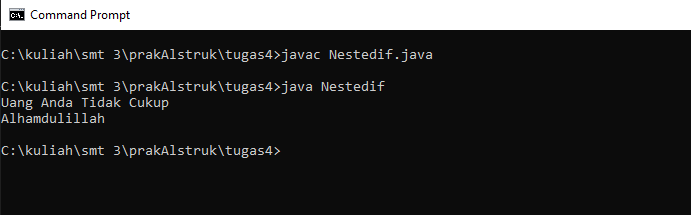 Command Prompt
C:\kuliah\smt 3\prakAlstruk\tugas4>javac Nestedif.java
C:\kuliah\smt 3\prakAlstruk\tugas4>java Nestedif
Uang Anda Tidak Cukup
Alhamdulillah
C:\kuliah\smt 3\prakAlstruk\tugas4>